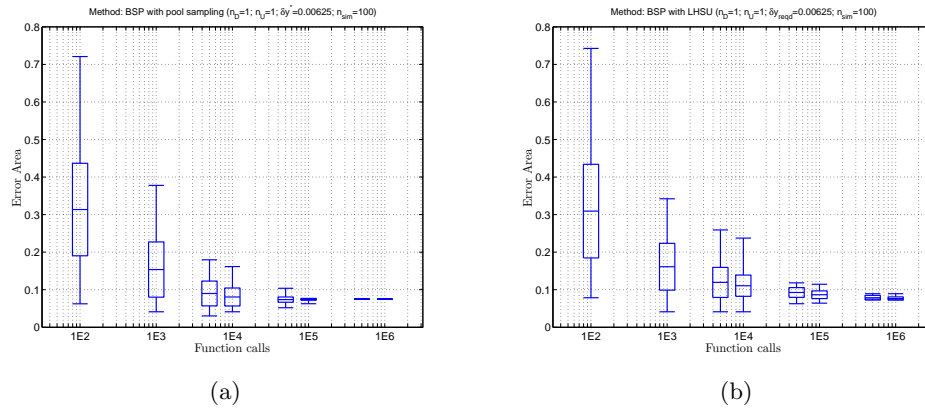 Method: BSP with pool sampling (n_D=1; n_U=1; δy*=0.00625; n_sim=100)
0.8
0.7
0.6
0.5
0.4
0.3
0.2
0.1
0
Error Area
1E2 1E3 1E4 1E5 1E6
Function calls
(a)
Method: BSP with LHSU (n_D=1; n_U=1; δy_reqd=0.00625; n_sim=100)
0.8
0.7
0.6
0.5
0.4
0.3
0.2
0.1
0
Error Area
1E2 1E3 1E4 1E5 1E6
Function calls
(b)